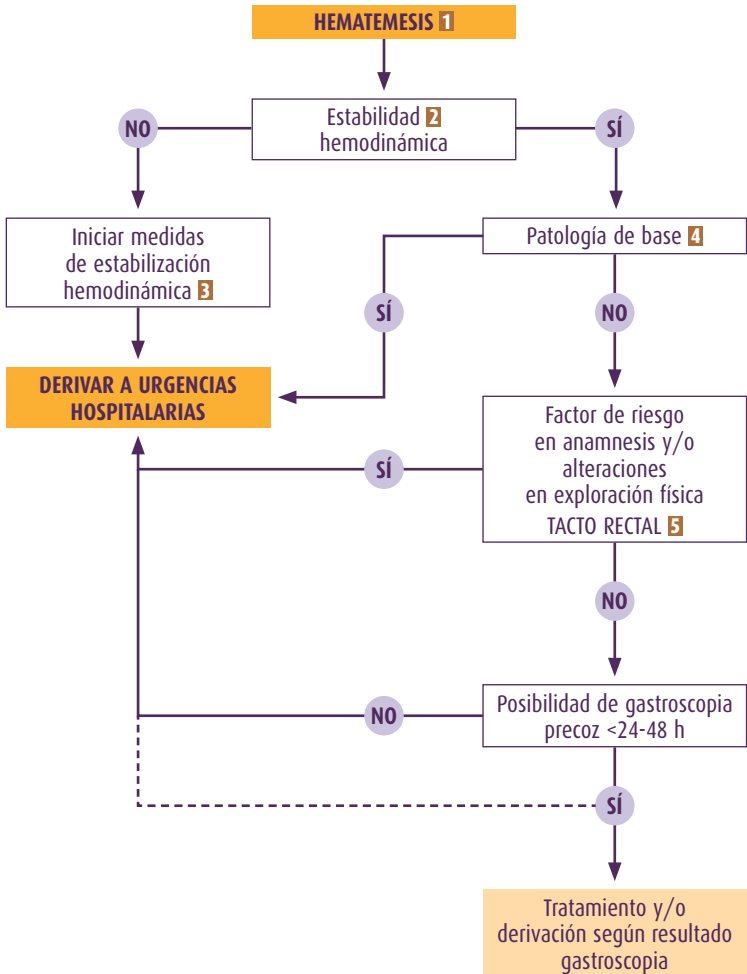 HEMATEMESIS 1
Estabilidad 2
hemodinámica
NO
SÍ
Iniciar medidas
de estabilización
hemodinámica 3
Patología de base 4
SÍ
NO
DERIVAR A URGENCIAS
HOSPITALARIAS
Factor de riesgo
en anamnesis y/o
alteraciones
en exploración física
TACTO RECTAL 5
SÍ
NO
Posibilidad de gastroscopia
precoz <24-48 h
NO
SÍ
Tratamiento y/o
derivación según resultado
gastroscopia